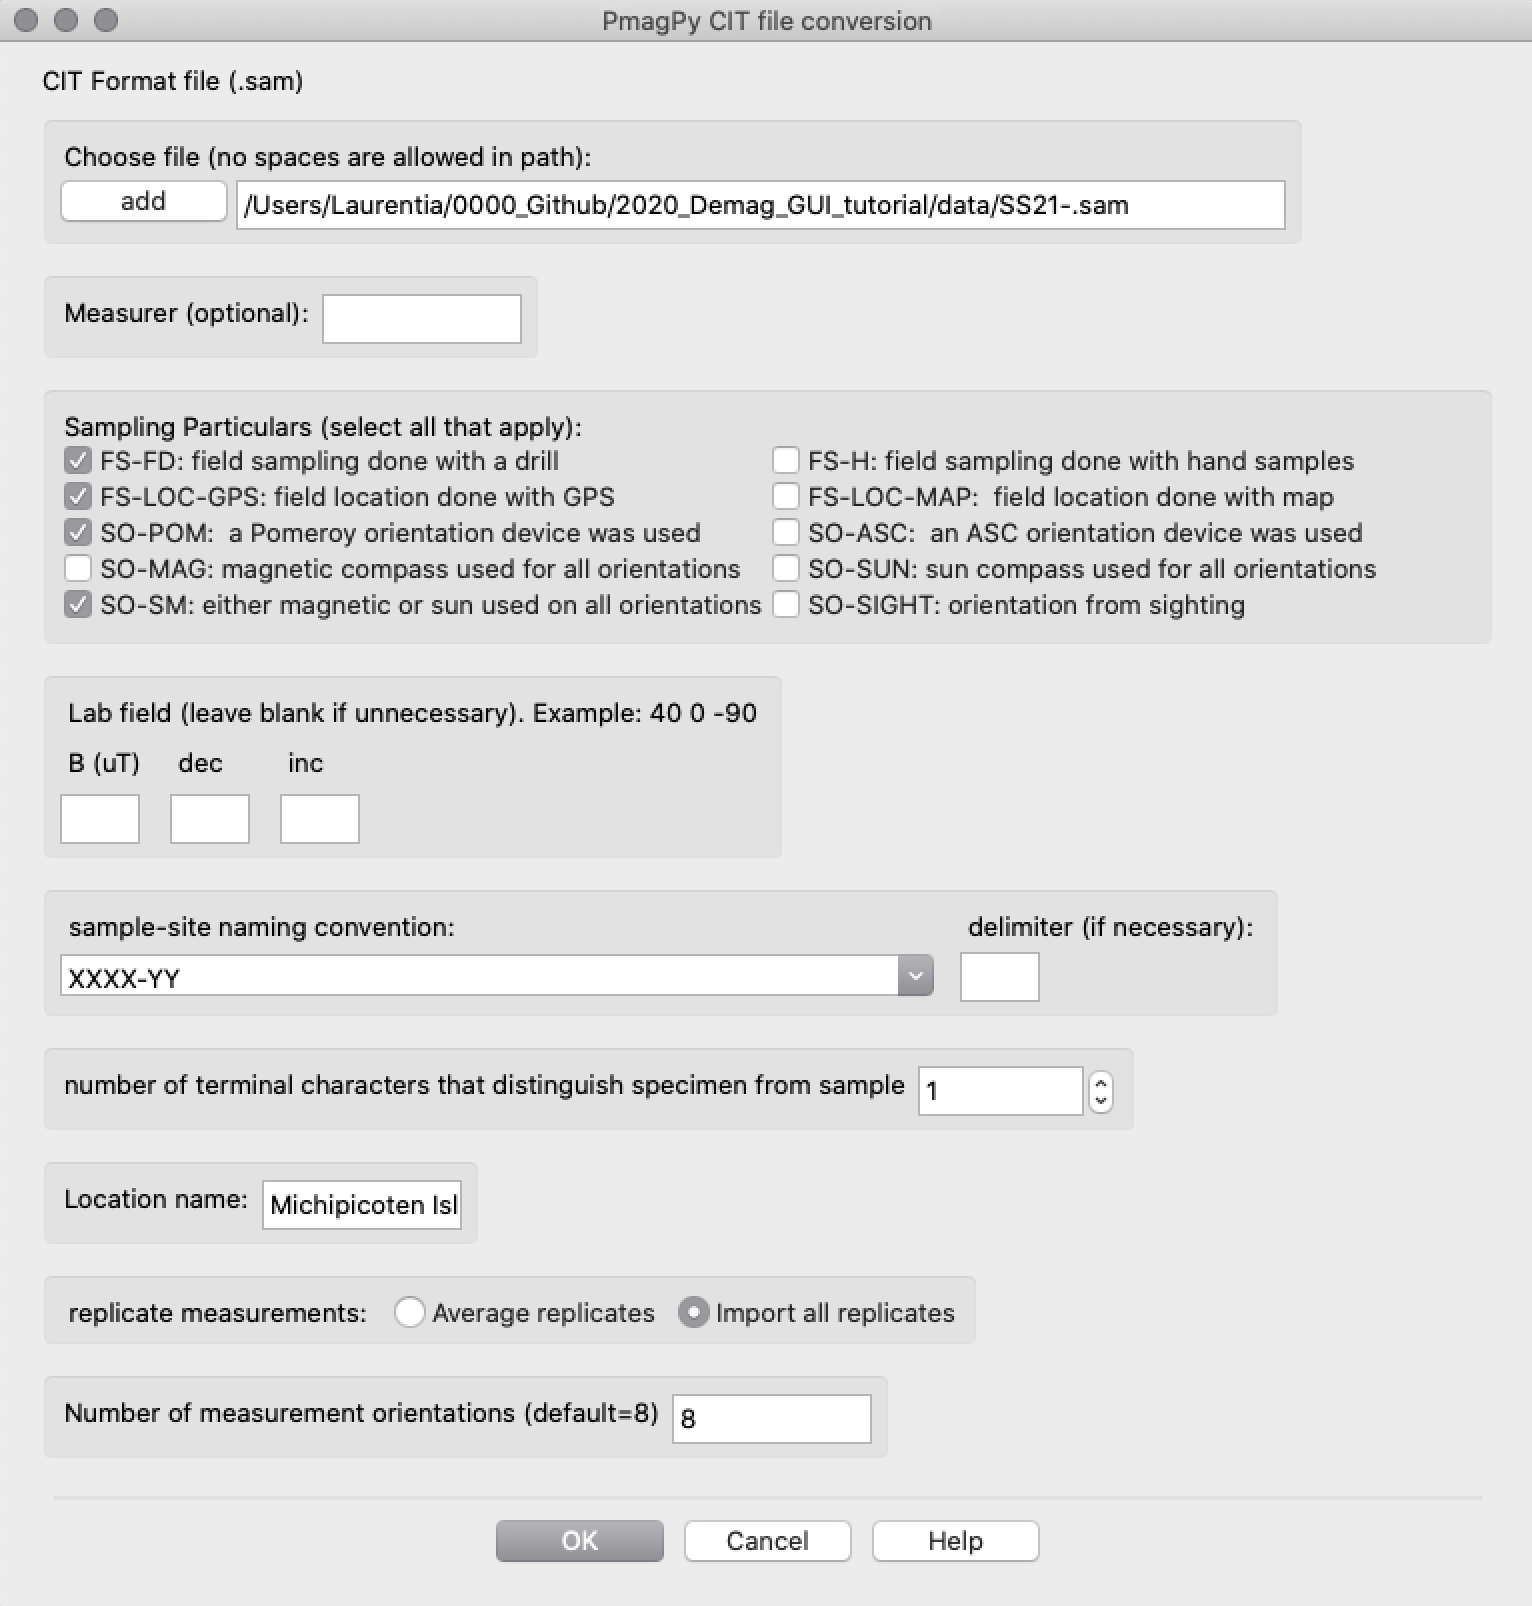 PmagPy CIT file conversion
CIT Format file (.sam)
Choose file (no spaces are allowed in path):
add /Users/Laurentia/0000_Github/2020_Demag_GUI_tutorial/data/SS21-.sam
Measurer (optional):
Sampling Particulars (select all that apply):
FS-FD: field sampling done with a drill FS-H: field sampling done with hand samples
FS-LOC-GPS: field location done with GPS FS-LOC-MAP:  field location done with map
SO-POM:  a Pomeroy orientation device was used SO-ASC:  an ASC orientation device was used
SO-MAG: magnetic compass used for all orientations SO-SUN: sun compass used for all orientations
SO-SM: either magnetic or sun used on all orientations SO-SIGHT: orientation from sighting
Lab field (leave blank if unnecessary). Example: 40 0 -90
B (uT) dec inc
sample-site naming convention: delimiter (if necessary):
XXXX-YY
number of terminal characters that distinguish specimen from sample 1
Location name: Michipicoten Isl
replicate measurements: Average replicates Import all replicates
Number of measurement orientations (default=8) 8
OK Cancel Help